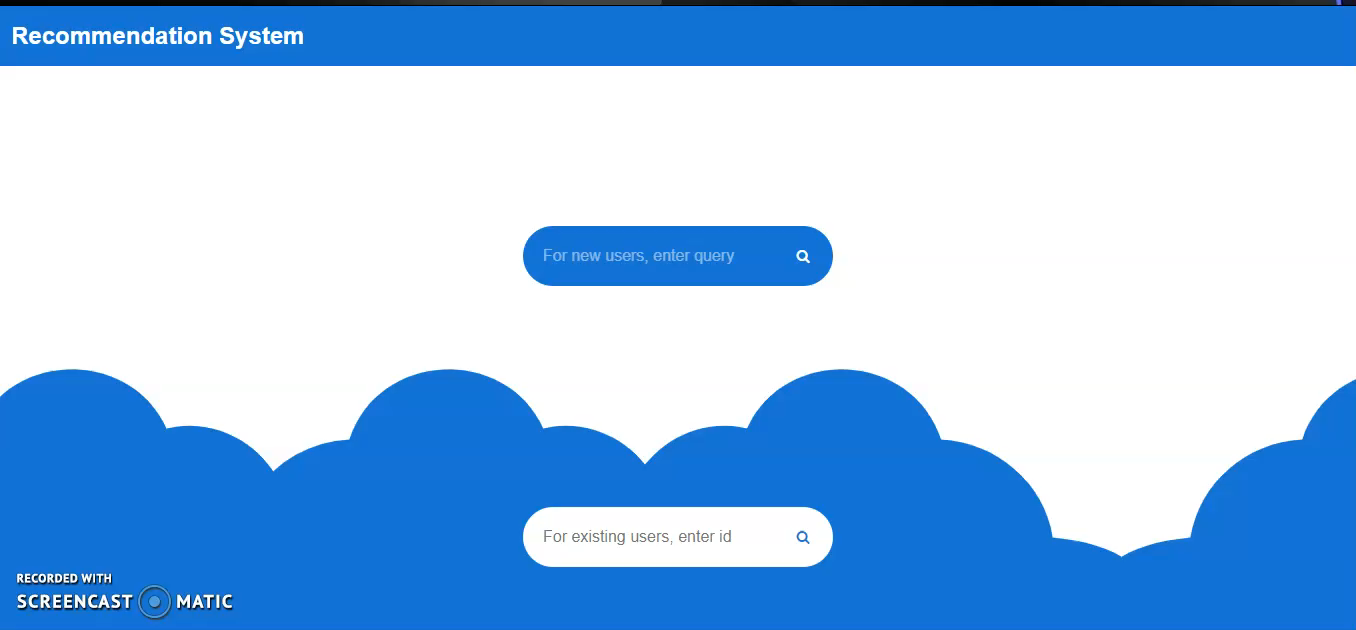 Recommendation System
For new users, enter query
For existing users, enter id
RECORDED WITH
SCREENCAST MATIC